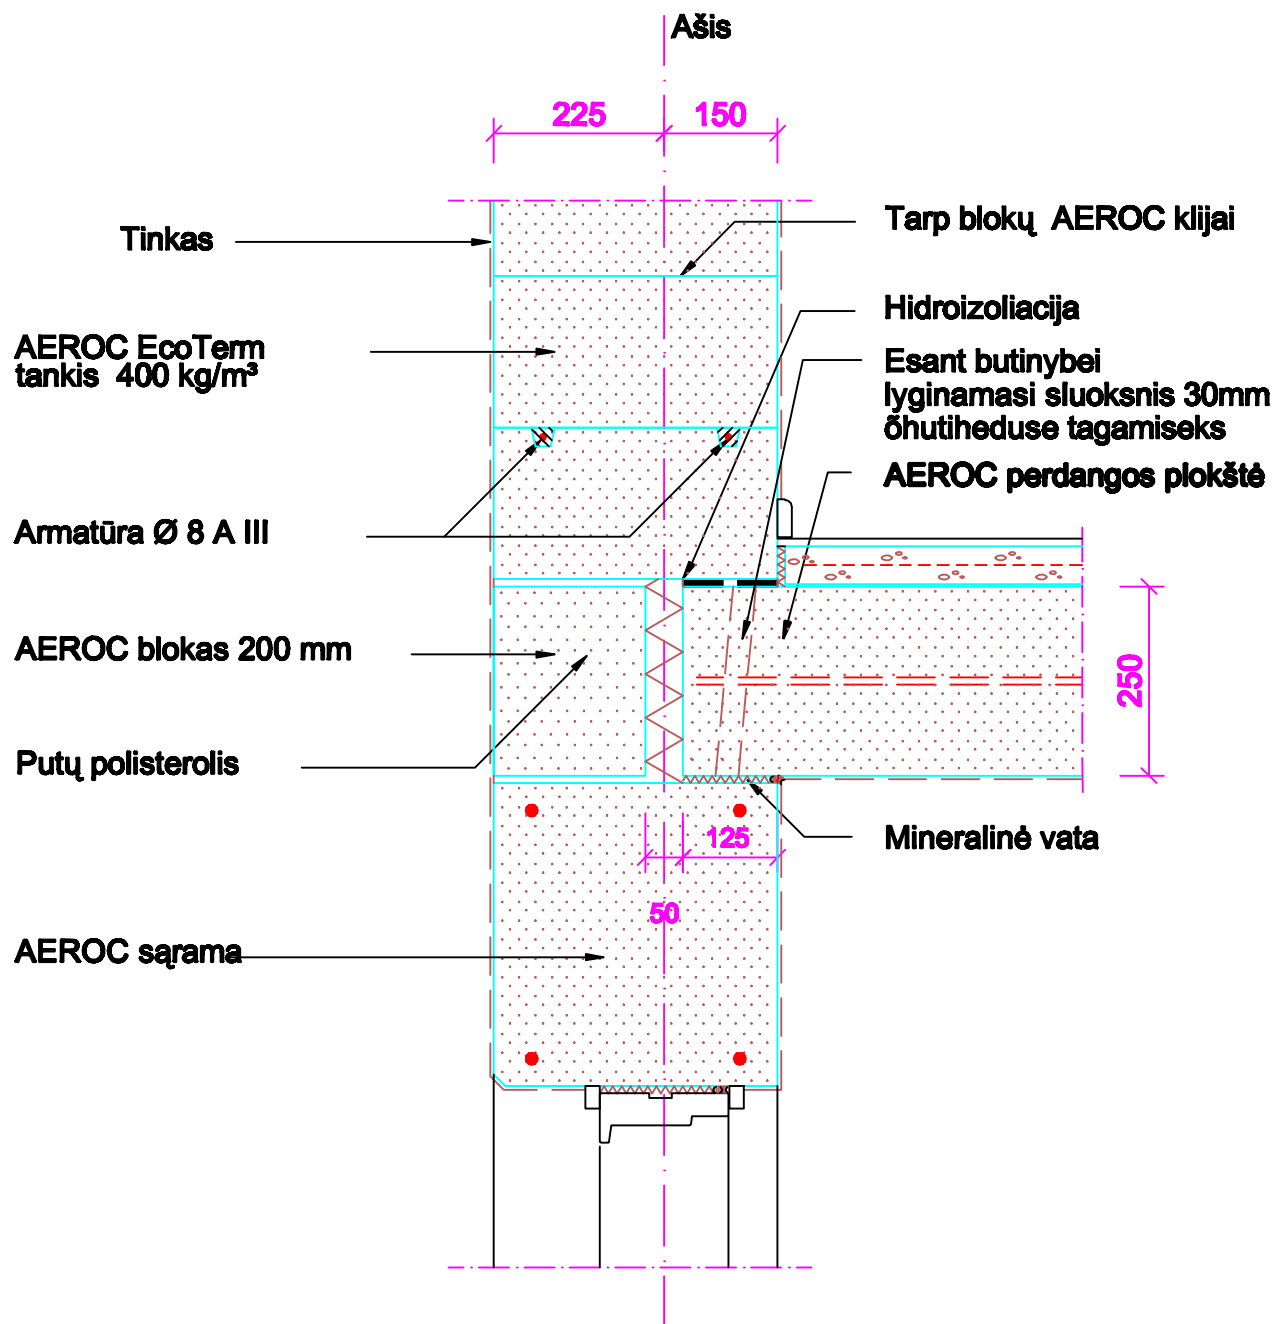 Ašis
225
150
Tinkas
Tarp blokų AEROC klijai
Hidroizoliacija
AEROC EcoTerm
tankis 400 kg/m³
Esant butinybei
lyginamasi sluoksnis 30mm
õhutiheduse tagamiseks
AEROC perdangos plokštė
Armatūra Ø 8 A III
AEROC blokas 200 mm
250
Putų polisterolis
125
Mineralinė vata
50
AEROC sąrama